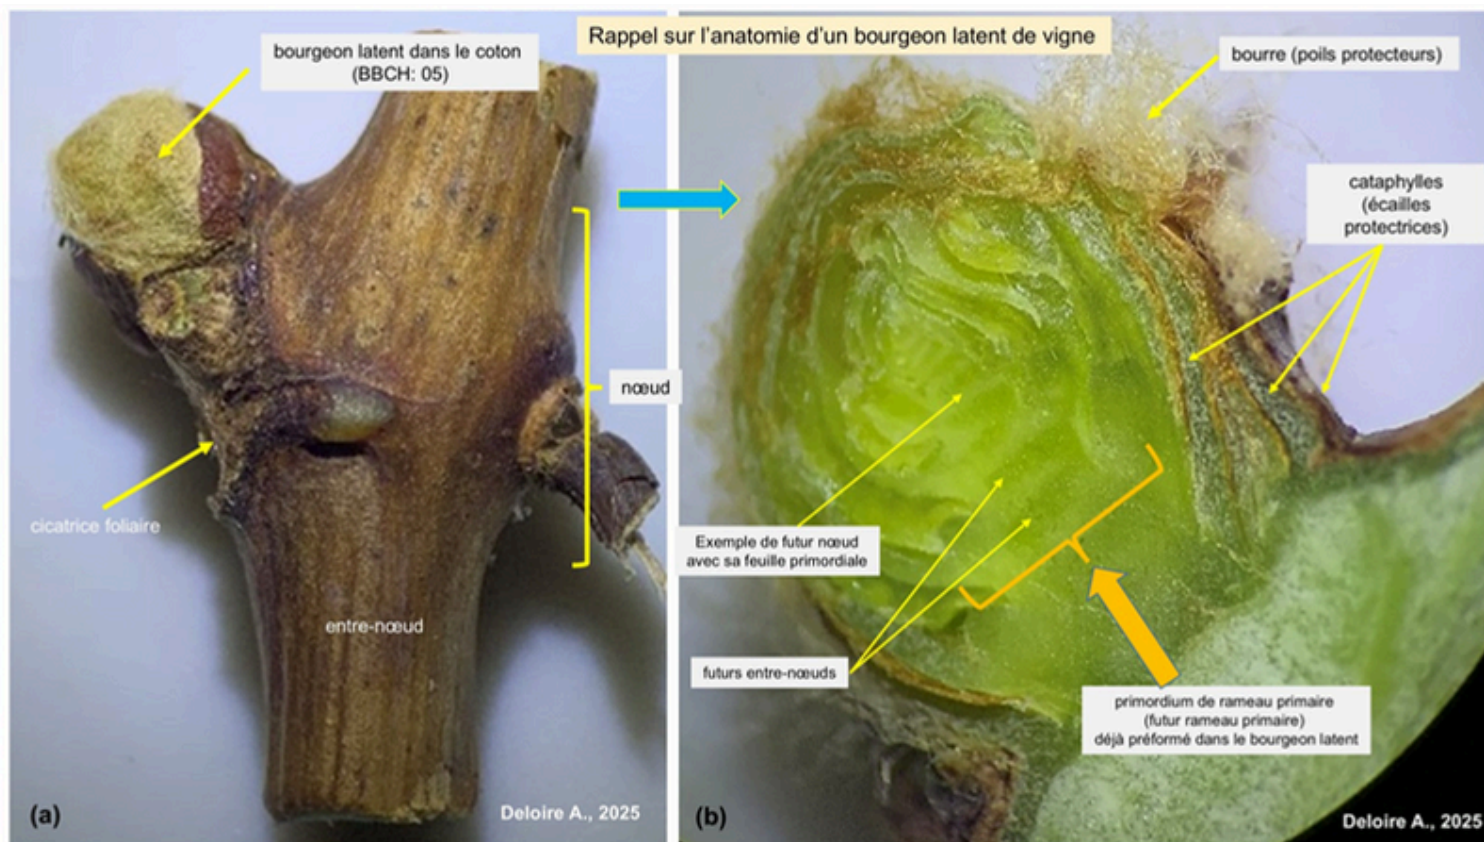 Rappel sur l'anatomie d'un bourgeon latent de vigne
bourgeon latent dans le coton
(BBCH: 05)
nœud
cicatrice foliaire
entre-nœud
(a)
Deloire A., 2025
bourre (poils protecteurs)
cataphylles
(écailles
protectrices)
Exemple de futur nœud
avec sa feuille primordiale
futurs entre-nœuds
primordium de rameau primaire
(futur rameau primaire)
déjà préformé dans le bourgeon latent
(b)
Deloire A., 2025